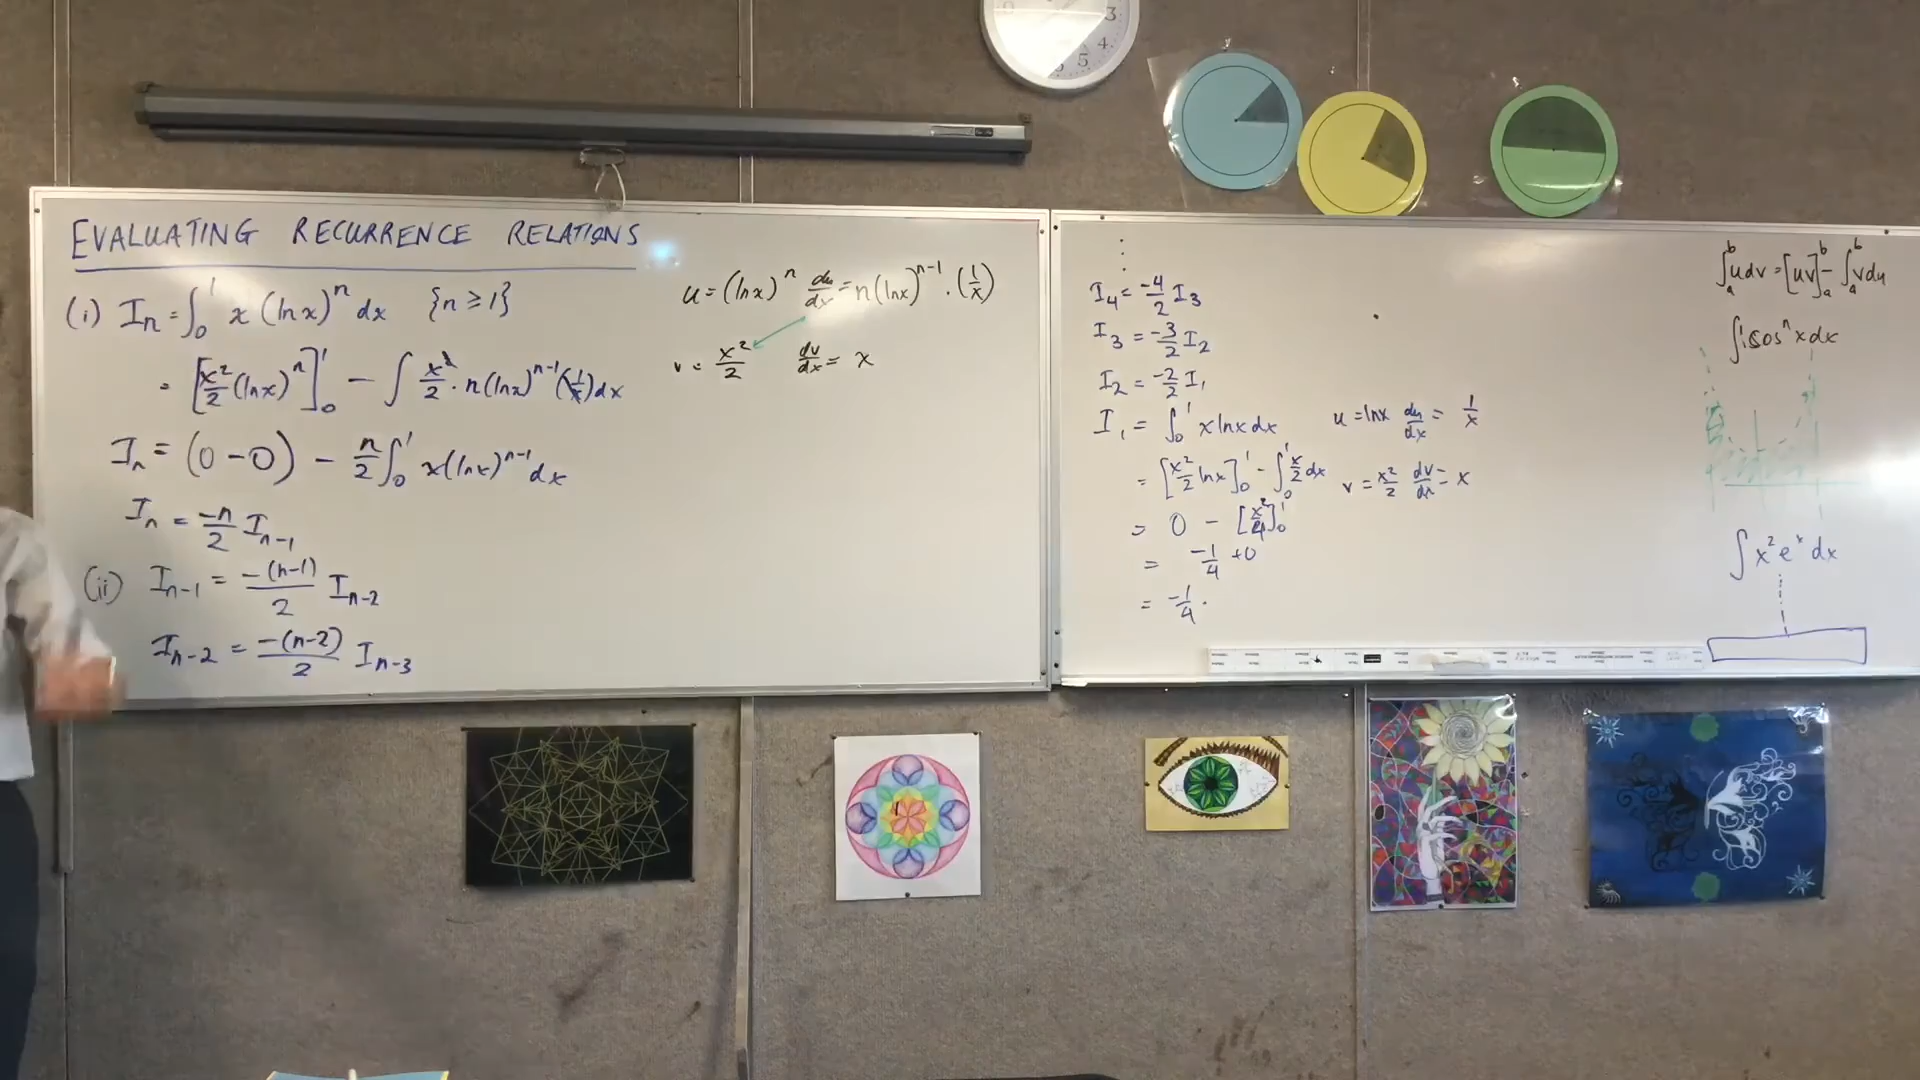 EVALUATING RECURRENCE RELATIONS
(i) Iₙ = ∫₀¹ x (ln x)ⁿ dx {n ≥ 1}
= [x²/2 (ln x)ⁿ]₀¹ − ∫ x²/2 · n(ln x)ⁿ⁻¹ (1/x) dx
Iₙ = (0 − 0) − n/2 ∫₀¹ x(ln x)ⁿ⁻¹ dx
Iₙ = −n/2 Iₙ₋₁
(ii) Iₙ₋₁ = −(n−1)/2 Iₙ₋₂
Iₙ₋₂ = −(n−2)/2 Iₙ₋₃
u = (ln x)ⁿ du/dx = n(ln x)ⁿ⁻¹ · (1/x)
v = x²/2 dv/dx = x
⋮
I₄ = −4/2 I₃
I₃ = −3/2 I₂
I₂ = −2/2 I₁
I₁ = ∫₀¹ x ln x dx
= [x²/2 ln x]₀¹ − ∫₀¹ x/2 dx
= 0 − [x²/4]₀¹
= −1/4 + 0
= −1/4 .
u = ln x du/dx = 1/x
v = x²/2 dv/dx = x
∫ₐᵇ u dv = [uv]ₐᵇ − ∫ₐᵇ v du
∫ x² eˣ dx
3
4
5